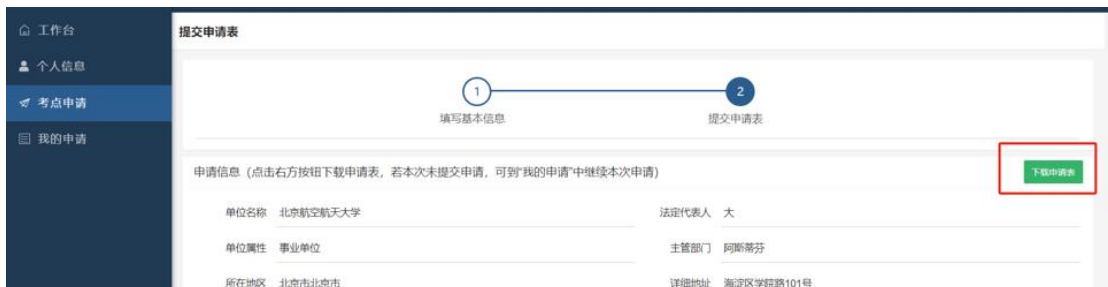 工作台
提交申请表
个人信息
考点申请
1
2
填写基本信息
提交申请表
我的申请
申请信息（点击右方按钮下载申请表，若本次未提交申请，可到"我的申请"中继续本次申请）
下载申请表
单位名称 北京航空航天大学
法定代表人 大
单位属性 事业单位
主管部门 阿斯蒂芬
所在地区 北京市北京市
详细地址 海淀区学院路101号